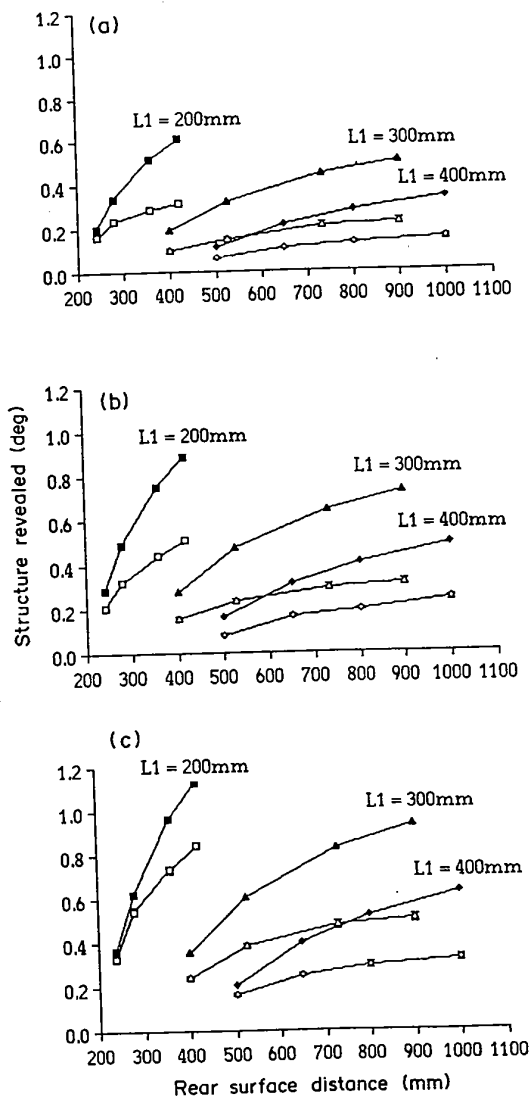 (a)
1.2
1.0
0.8
0.6
0.4
0.2
0.0
L1 = 200mm
L1 = 300mm
L1 = 400mm
200 300 400 500 600 700 800 900 1000 1100
(b)
1.2
1.0
0.8
0.6
0.4
0.2
0.0
L1 = 200mm
L1 = 300mm
L1 = 400mm
200 300 400 500 600 700 800 900 1000 1100
Structure revealed (deg)
(c)
1.2
1.0
0.8
0.6
0.4
0.2
0.0
L1 = 200mm
L1 = 300mm
L1 = 400mm
200 300 400 500 600 700 800 900 1000 1100
Rear surface distance (mm)